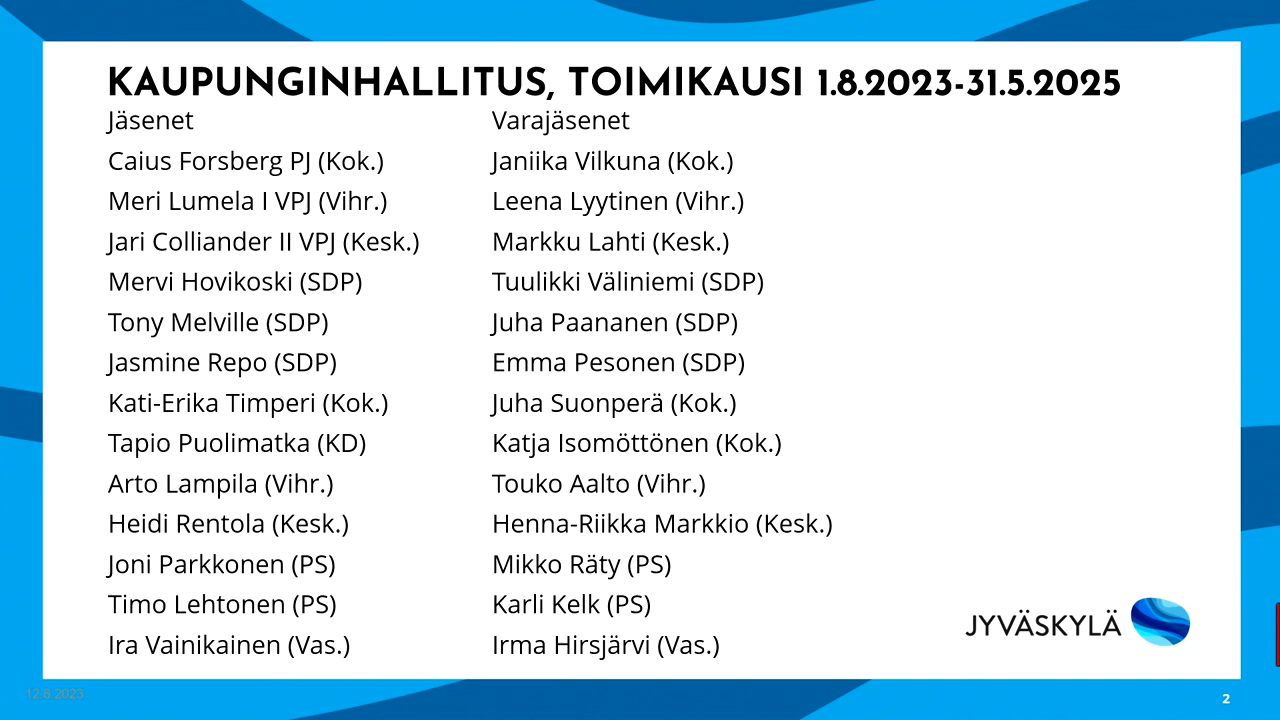 KAUPUNGINHALLITUS, TOIMIKAUSI 1.8.2023-31.5.2025
Jäsenet Varajäsenet
Caius Forsberg PJ (Kok.) Janiika Vilkuna (Kok.)
Meri Lumela I VPJ (Vihr.) Leena Lyytinen (Vihr.)
Jari Colliander II VPJ (Kesk.) Markku Lahti (Kesk.)
Mervi Hovikoski (SDP) Tuulikki Väliniemi (SDP)
Tony Melville (SDP) Juha Paananen (SDP)
Jasmine Repo (SDP) Emma Pesonen (SDP)
Kati-Erika Timperi (Kok.) Juha Suonperä (Kok.)
Tapio Puolimatka (KD) Katja Isomöttönen (Kok.)
Arto Lampila (Vihr.) Touko Aalto (Vihr.)
Heidi Rentola (Kesk.) Henna-Riikka Markkio (Kesk.)
Joni Parkkonen (PS) Mikko Räty (PS)
Timo Lehtonen (PS) Karli Kelk (PS)
Ira Vainikainen (Vas.) Irma Hirsjärvi (Vas.)
JYVÄSKYLÄ
12.6.2023
2